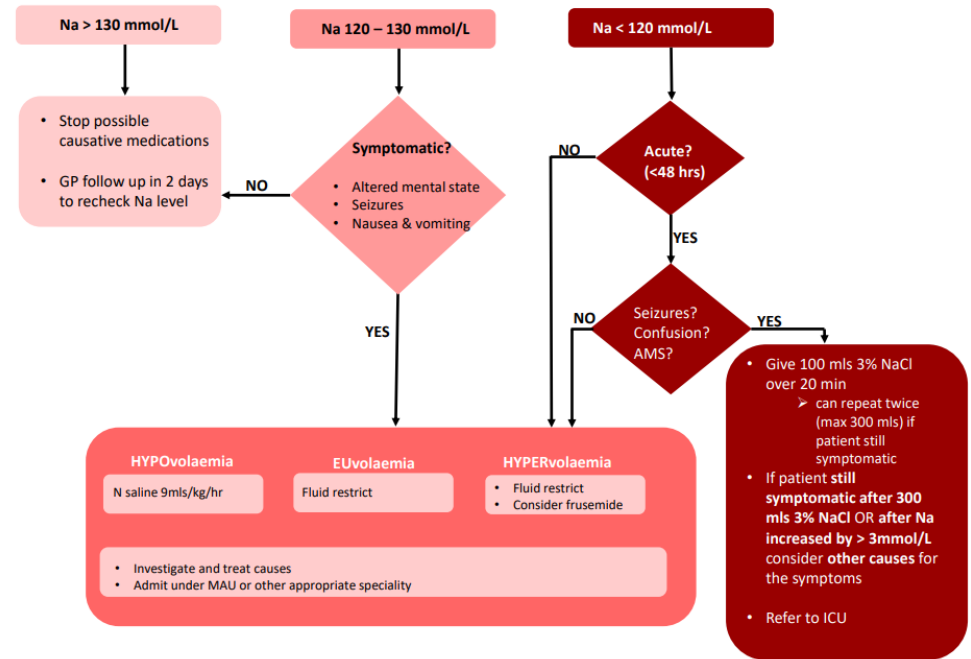 Na > 130 mmol/L
Na 120 – 130 mmol/L
Na < 120 mmol/L
• Stop possible
causative medications
• GP follow up in 2 days
to recheck Na level
NO
Symptomatic?
• Altered mental state
• Seizures
• Nausea & vomiting
YES
NO
Acute?
(<48 hrs)
YES
NO
Seizures?
Confusion?
AMS?
YES
• Give 100 mls 3% NaCl
over 20 min
➢ can repeat twice
(max 300 mls) if
patient still
symptomatic
• If patient still
symptomatic after 300
mls 3% NaCl OR after Na
increased by > 3mmol/L
consider other causes for
the symptoms
• Refer to ICU
HYPOvolaemia
N saline 9mls/kg/hr
EUvolaemia
Fluid restrict
HYPERvolaemia
• Fluid restrict
• Consider frusemide
• Investigate and treat causes
• Admit under MAU or other appropriate speciality